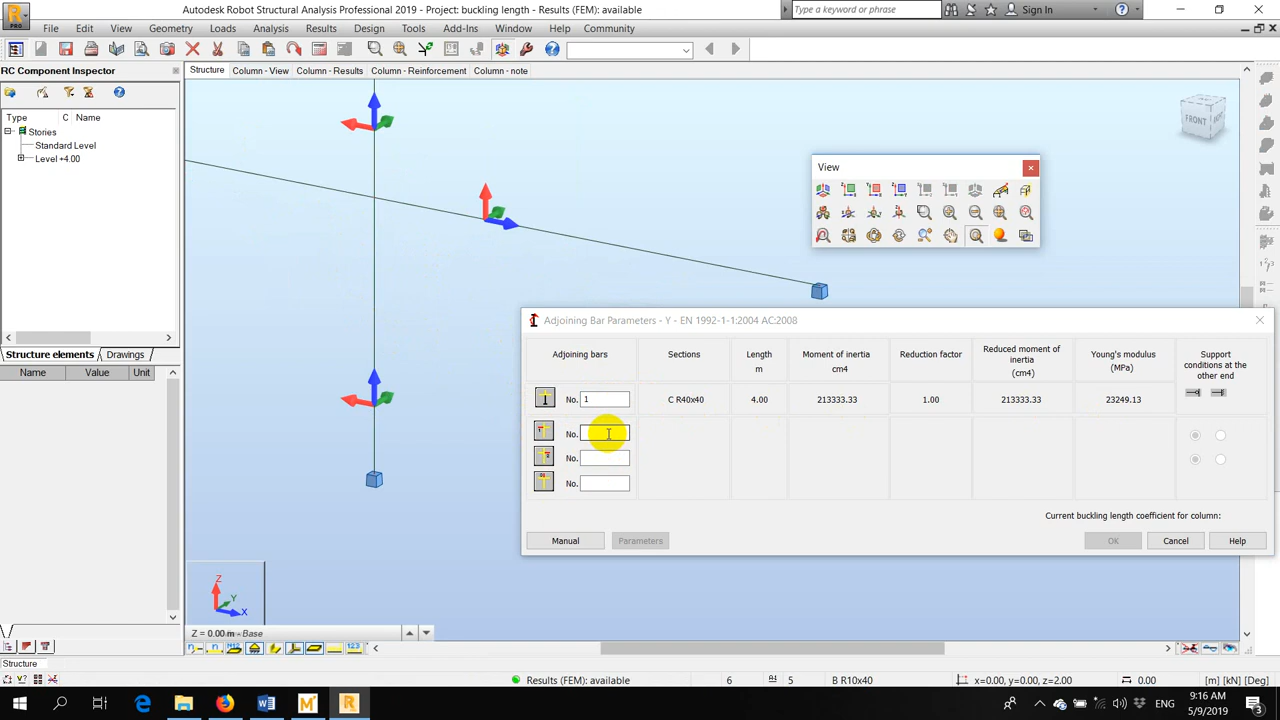 PRO
Autodesk Robot Structural Analysis Professional 2019 - Project: buckling length - Results (FEM): available
Type a keyword or phrase
Sign In
File Edit View Geometry Loads Analysis Results Design Tools Add-Ins Window Help Community
RC Component Inspector
Structure Column - View Column - Results Column - Reinforcement Column - note
Type C Name
Stories
Standard Level
Level +4.00
FRONT
View
Adjoining Bar Parameters - Y - EN 1992-1-1:2004 AC:2008
Adjoining bars
Sections
Length
m
Moment of inertia
cm4
Reduction factor
Reduced moment of
inertia
(cm4)
Young's modulus
(MPa)
Support
conditions at the
other end
No. 1 C R40x40 4.00 213333.33 1.00 213333.33 23249.13
No.
No.
No.
Current buckling length coefficient for column:
Manual Parameters Ok Cancel Help
Structure elements Drawings
Name Value Unit
Z
Y
X
Z = 0.00 m - Base
Structure
Results (FEM): available 6 5 B R10x40 x=0.00, y=0.00, z=2.00 0.00 [m] [kN] [Deg]
ENG
9:16 AM
5/9/2019
3